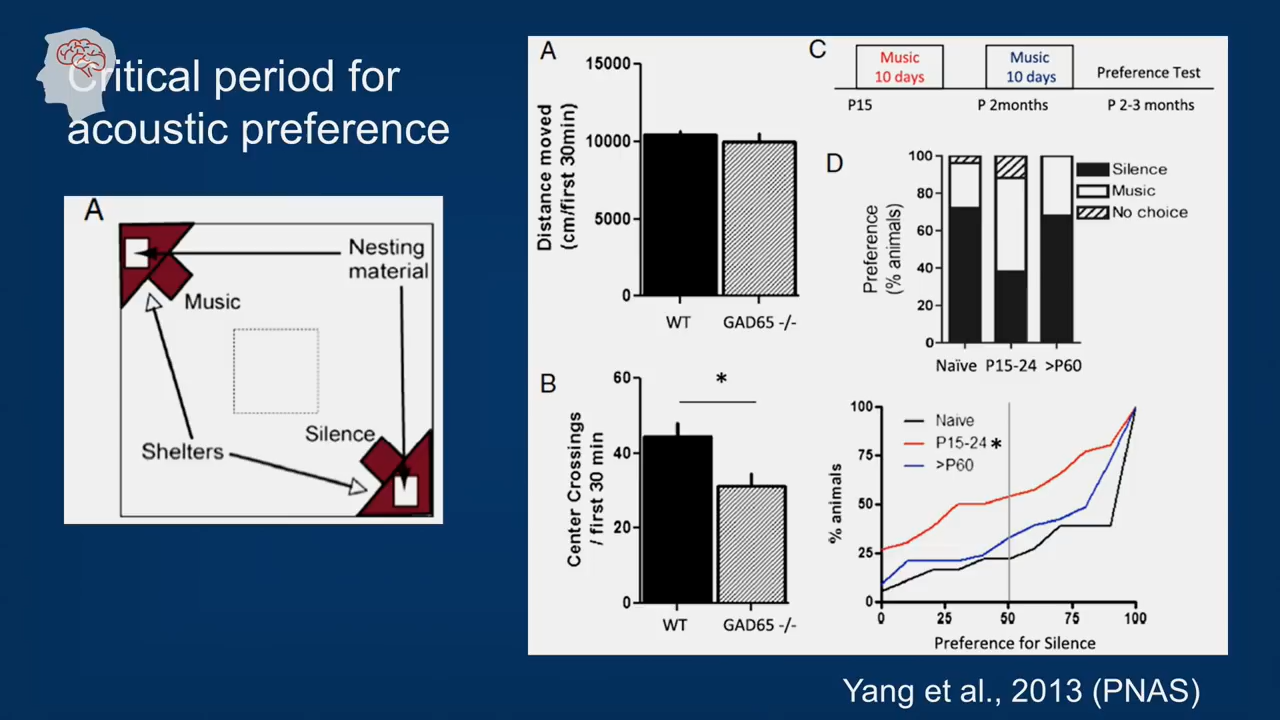 Critical period for
acoustic preference
A
Nesting
material
Music
Silence
Shelters
A
15000
10000
5000
0
Distance moved
(cm/first 30min)
WT
GAD65 -/-
B
60
40
20
0
Center Crossings
/ first 30 min
*
WT
GAD65 -/-
C
Music
10 days
Music
10 days
Preference Test
P15
P 2months
P 2-3 months
D
100
80
60
40
20
0
Preference
(% animals)
Silence
Music
No choice
Naïve
P15-24
>P60
100
75
50
25
0
% animals
Naive
P15-24 *
>P60
0
25
50
75
100
Preference for Silence
Yang et al., 2013 (PNAS)